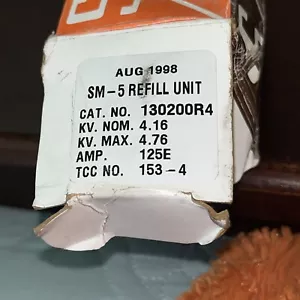 AUG 1998
SM-5 REFILL UNIT
CAT. NO. 130200R4
KV. NOM. 4.16
KV. MAX. 4.76
AMP. 125E
TCC NO. 153-4